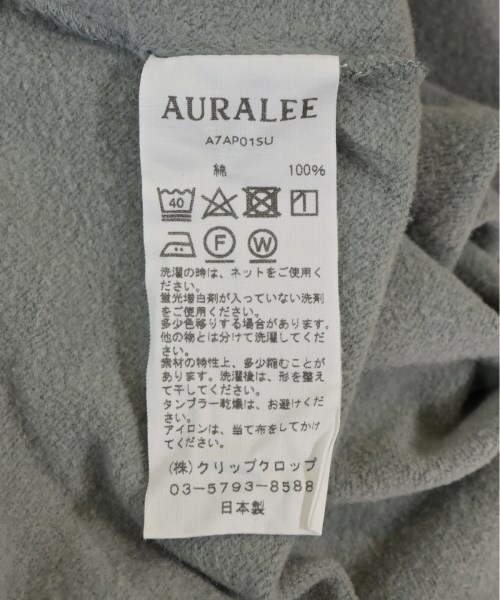 AURALEE
A7AP01SU
綿 100%
40
F W
洗濯の時は、ネットをご使用く
ださい。
蛍光増白剤が入っていない洗剤
をご使用ください。
多少色移りする場合があります。
他の物とは分けて洗濯してくだ
さい。
素材の特性上、多少縮むことが
あります。洗濯後は、形を整え
て干してください。
タンブラー乾燥は、お避けくだ
さい。
アイロンは、当て布をしてかけ
てください。
(株)クリップクロップ
03-5793-8588
日本製